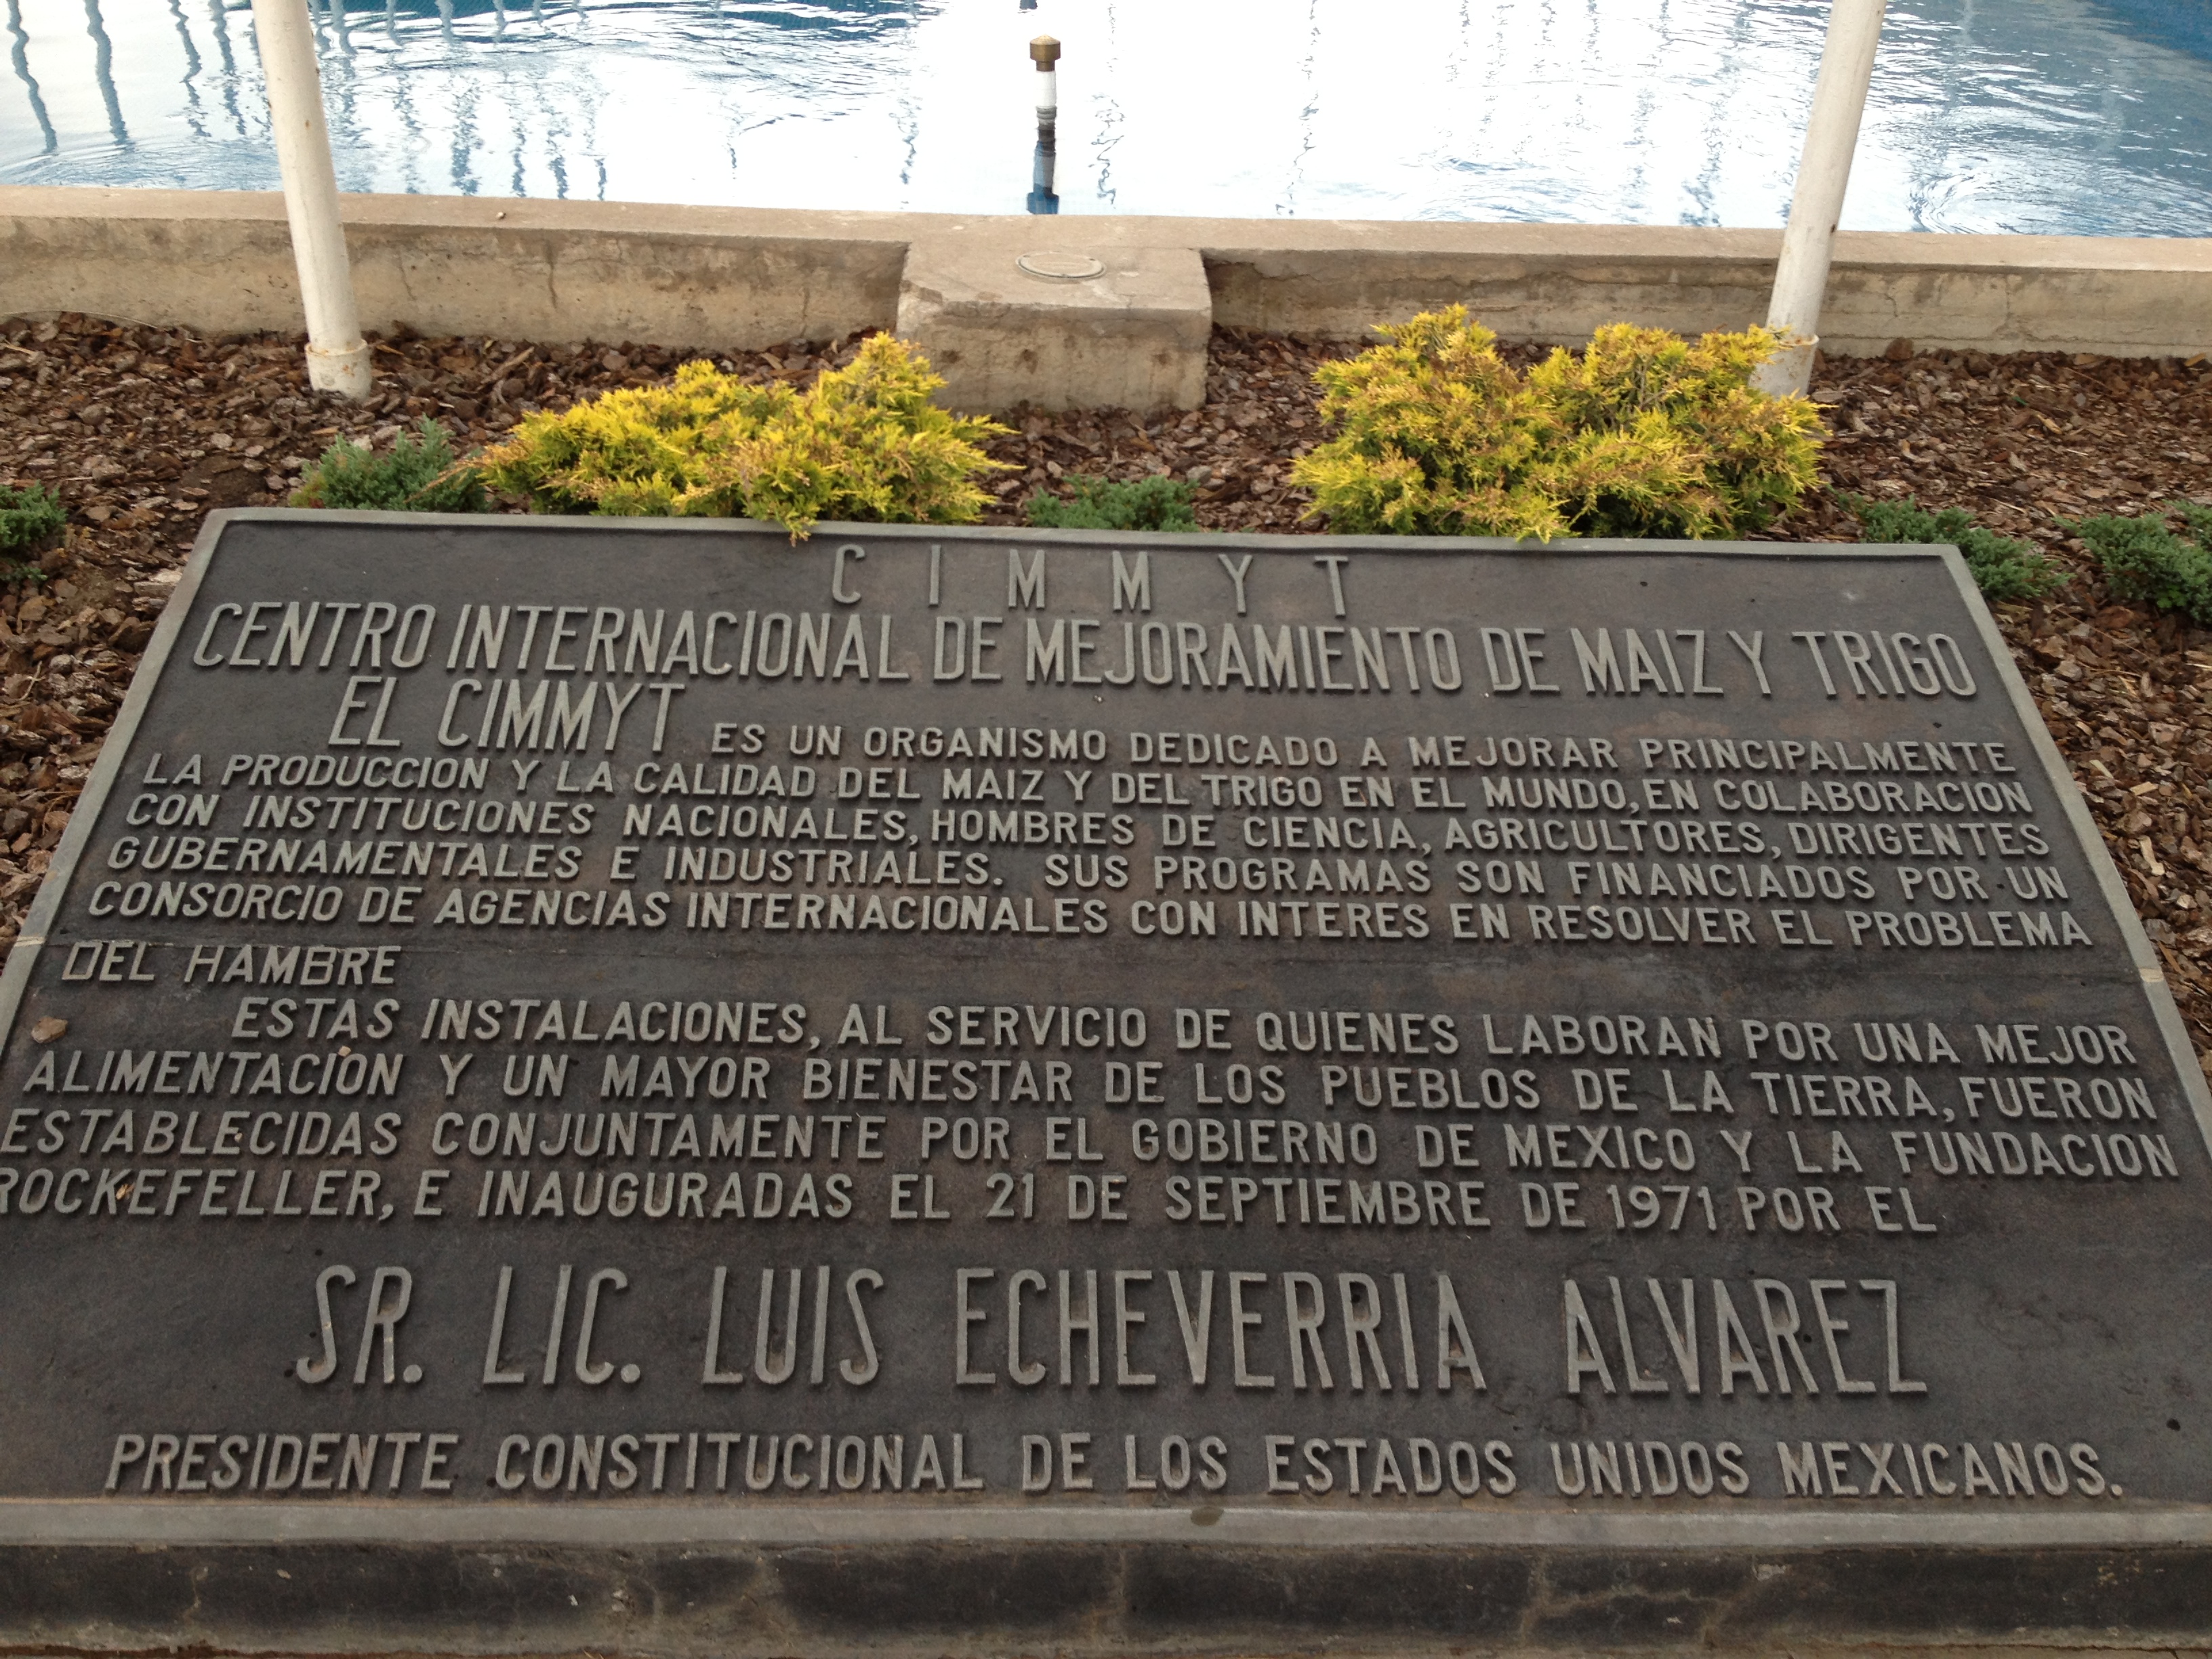 CIMMYT
CENTRO INTERNACIONAL DE MEJORAMIENTO DE MAIZ Y TRIGO
EL CIMMYT ES UN ORGANISMO DEDICADO A MEJORAR PRINCIPALMENTE
LA PRODUCCION Y LA CALIDAD DEL MAIZ Y DEL TRIGO EN EL MUNDO, EN COLABORACION
CON INSTITUCIONES NACIONALES, HOMBRES DE CIENCIA, AGRICULTORES, DIRIGENTES
GUBERNAMENTALES E INDUSTRIALES. SUS PROGRAMAS SON FINANCIADOS POR UN
CONSORCIO DE AGENCIAS INTERNACIONALES CON INTERES EN RESOLVER EL PROBLEMA
DEL HAMBRE
ESTAS INSTALACIONES, AL SERVICIO DE QUIENES LABORAN POR UNA MEJOR
ALIMENTACION Y UN MAYOR BIENESTAR DE LOS PUEBLOS DE LA TIERRA, FUERON
ESTABLECIDAS CONJUNTAMENTE POR EL GOBIERNO DE MEXICO Y LA FUNDACION
ROCKEFELLER, E INAUGURADAS EL 21 DE SEPTIEMBRE DE 1971 POR EL
SR. LIC. LUIS ECHEVERRIA ALVAREZ
PRESIDENTE CONSTITUCIONAL DE LOS ESTADOS UNIDOS MEXICANOS.